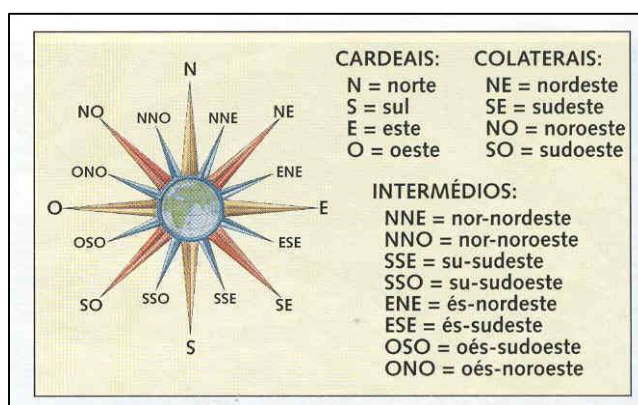 N
NO
NNO
NNE
NE
ONO
ENE
O
E
OSO
ESE
SO
SSO
SSE
SE
S
CARDEAIS:
N = norte
S = sul
E = este
O = oeste
COLATERAIS:
NE = nordeste
SE = sudeste
NO = noroeste
SO = sudoeste
INTERMÉDIOS:
NNE = nor-nordeste
NNO = nor-noroeste
SSE = su-sudeste
SSO = su-sudoeste
ENE = és-nordeste
ESE = és-sudeste
OSO = oés-sudoeste
ONO = oés-noroeste